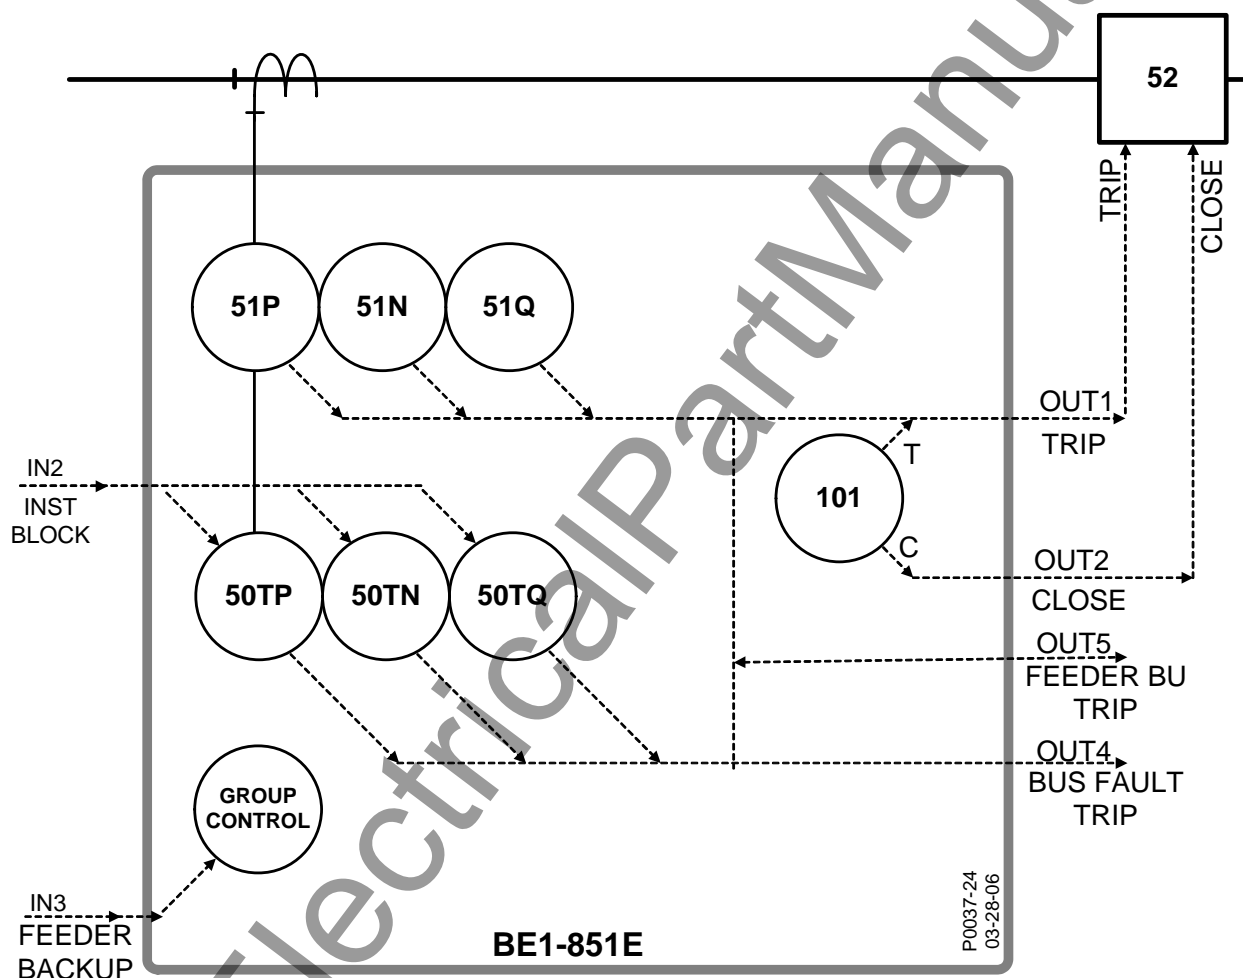 52
TRIP
CLOSE
51P
51N
51Q
OUT1
TRIP
IN2
INST
BLOCK
T
101
C
50TP
50TN
50TQ
OUT2
CLOSE
OUT5
FEEDER BU
TRIP
OUT4
BUS FAULT
TRIP
GROUP
CONTROL
IN3
FEEDER
BACKUP
BE1-851E
P0037-24
03-28-06
ElectricalPartManu